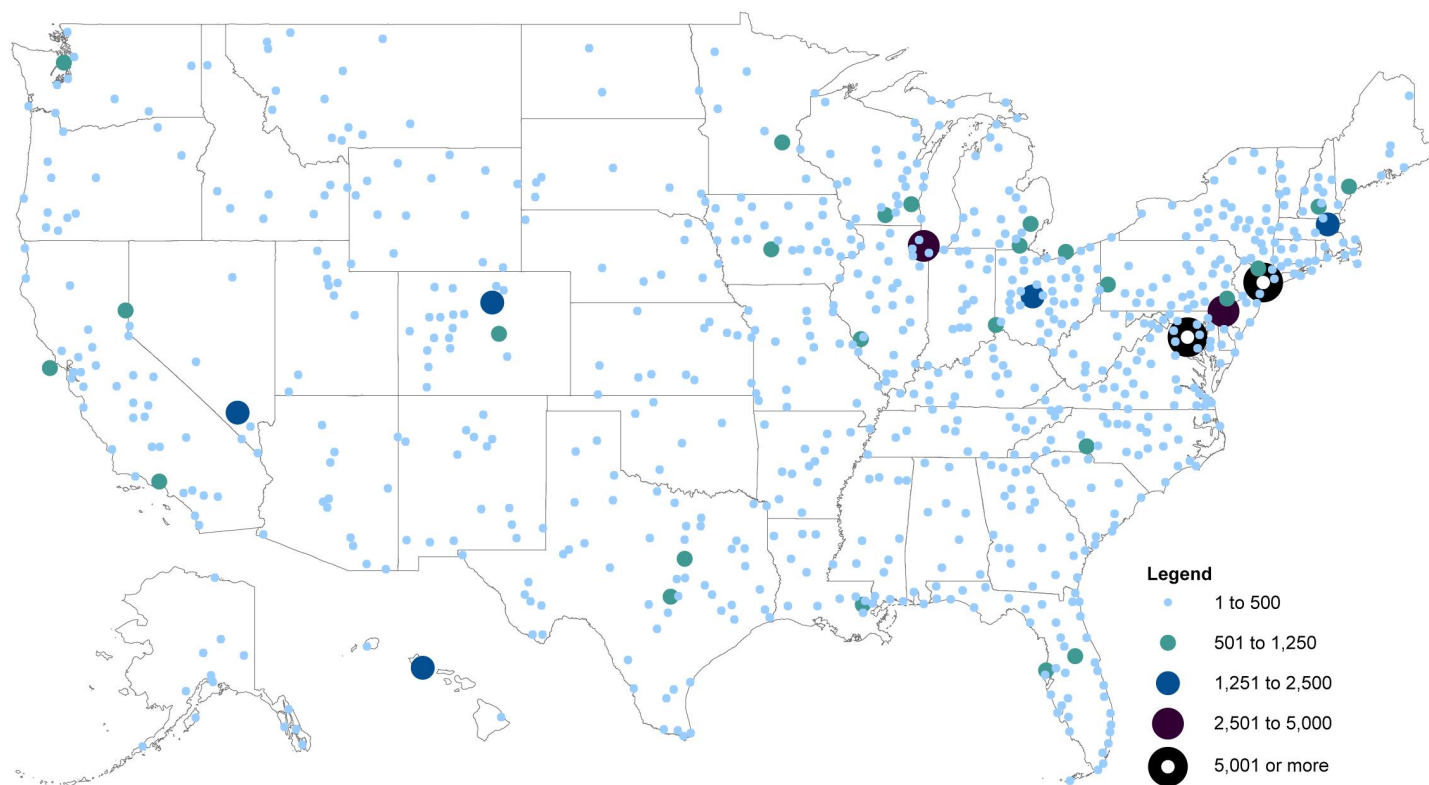 Legend
1 to 500
501 to 1,250
1,251 to 2,500
2,501 to 5,000
5,001 or more